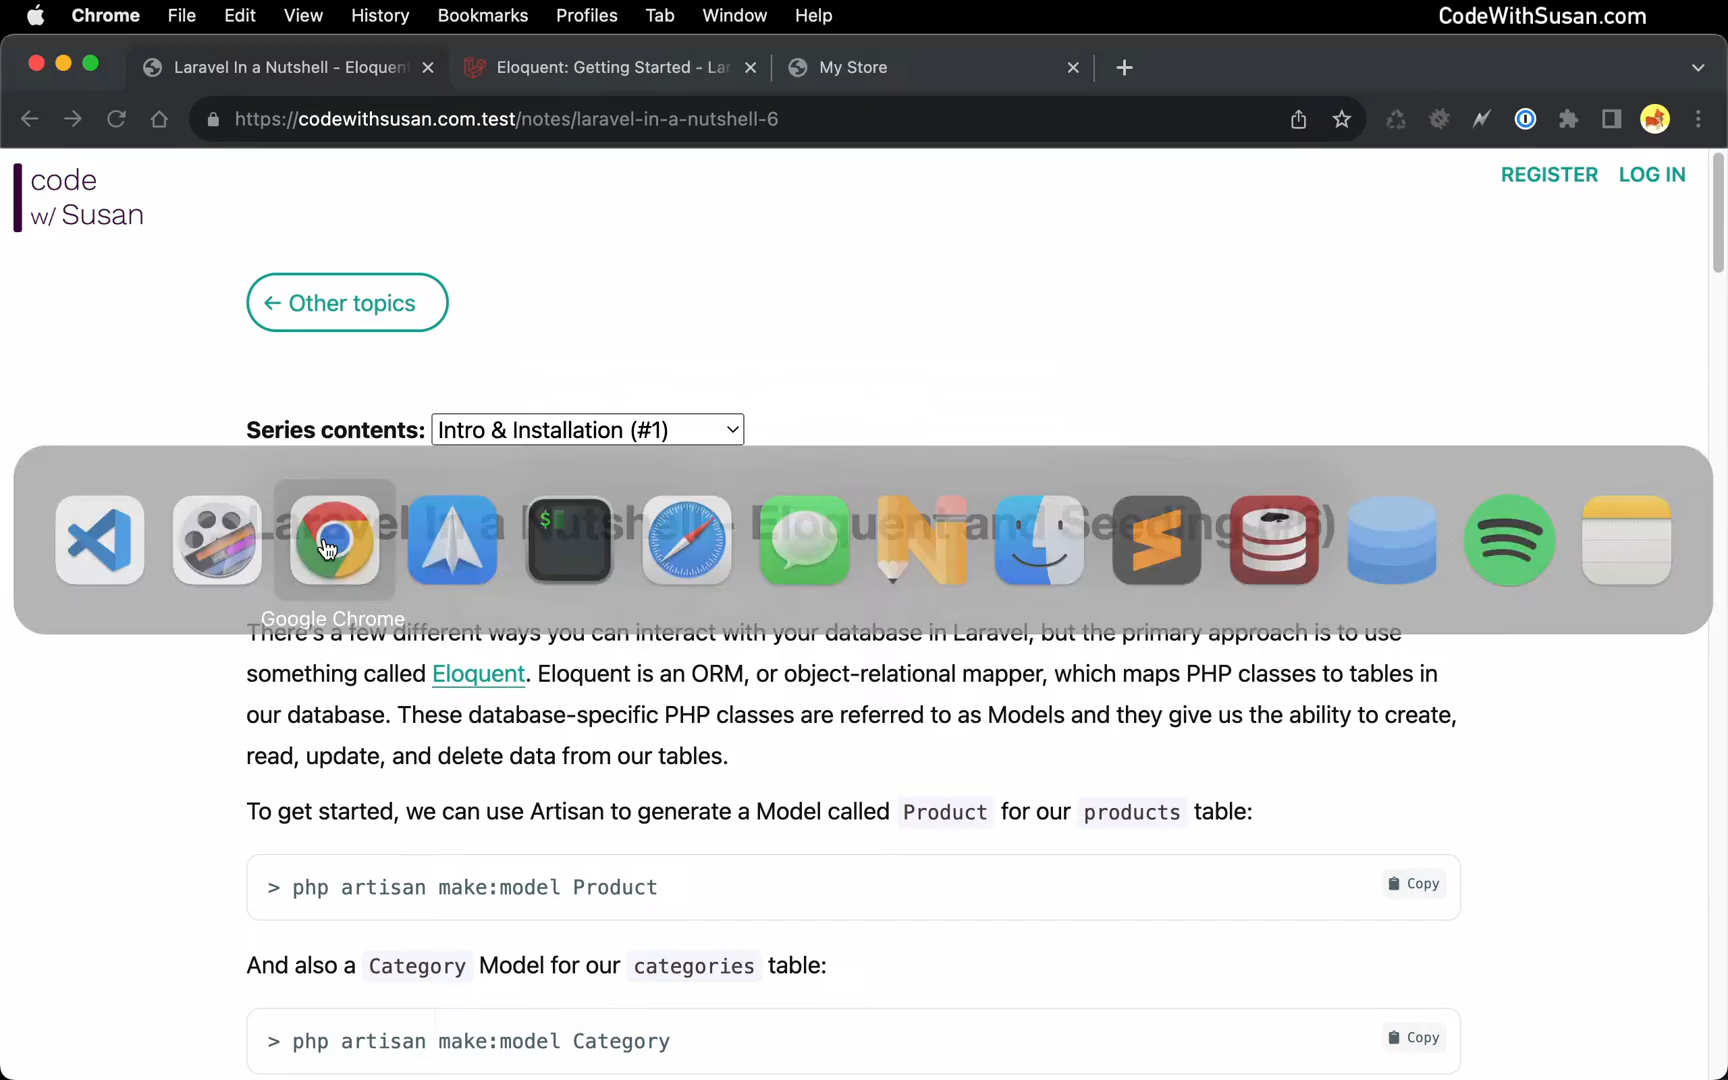 Chrome File Edit View History Bookmarks Profiles Tab Window Help CodeWithSusan.com
Laravel In a Nutshell - Eloquent Eloquent: Getting Started - Lar My Store
https://codewithsusan.com.test/notes/laravel-in-a-nutshell-6
code
w/ Susan
REGISTER LOG IN
← Other topics
Series contents: Intro & Installation (#1)
Laravel In a Nutshell - Eloquent and Seeding (#6)
$
Google Chrome
There's a few different ways you can interact with your database in Laravel, but the primary approach is to use
something called Eloquent. Eloquent is an ORM, or object-relational mapper, which maps PHP classes to tables in
our database. These database-specific PHP classes are referred to as Models and they give us the ability to create,
read, update, and delete data from our tables.
To get started, we can use Artisan to generate a Model called Product for our products table:
> php artisan make:model Product
Copy
And also a Category Model for our categories table:
> php artisan make:model Category
Copy